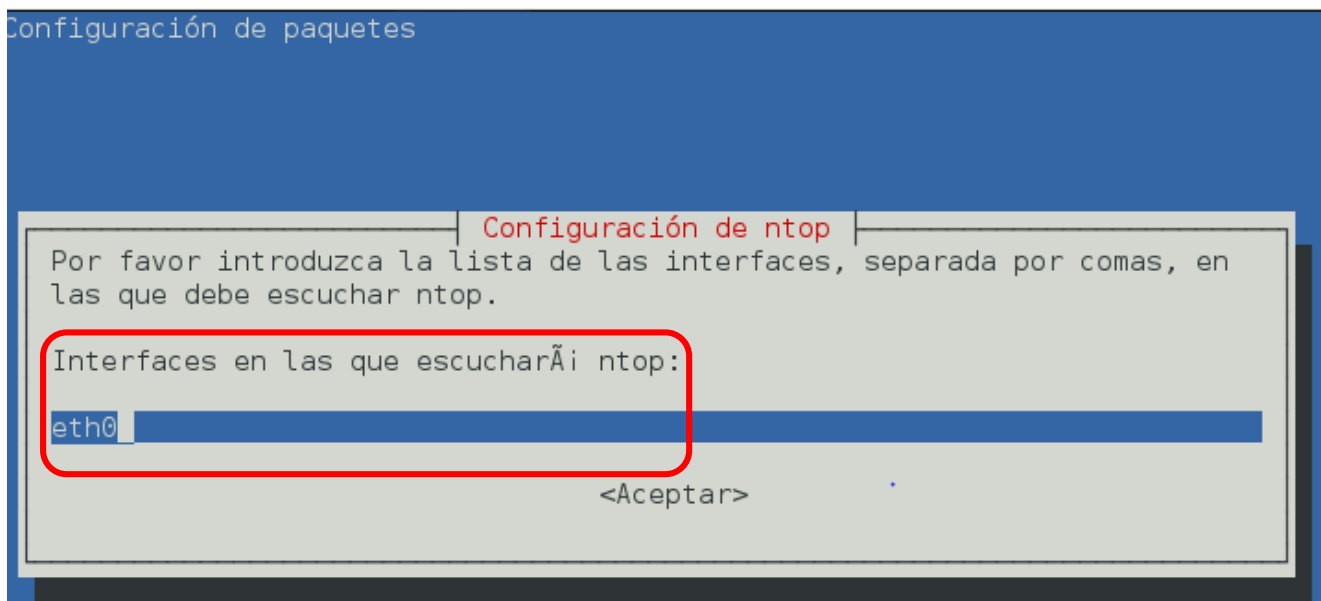 Configuración de paquetes
Configuración de ntop
Por favor introduzca la lista de las interfaces, separada por comas, en
las que debe escuchar ntop.
Interfaces en las que escucharÃ¡ ntop:
eth0
<Aceptar>